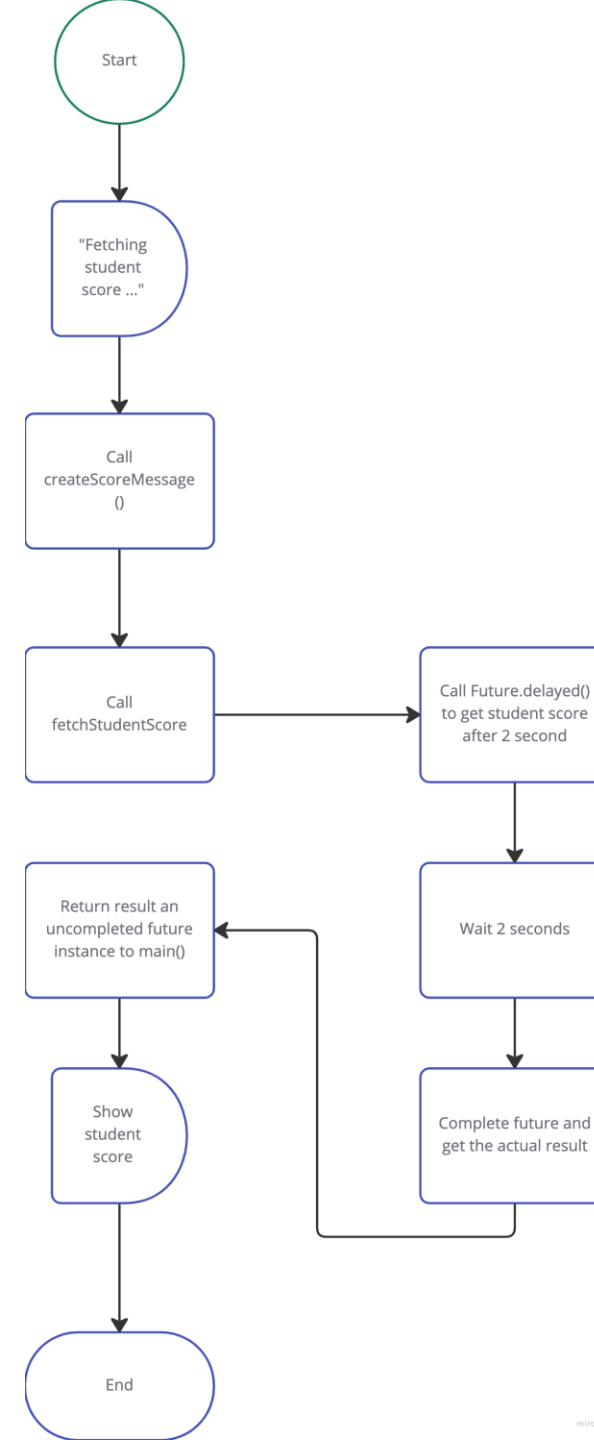 Start
"Fetching
student
score ..."
Call
createScoreMessage
()
Call
fetchStudentScore
Call Future.delayed()
to get student score
after 2 second
Return result an
uncompleted future
instance to main()
Wait 2 seconds
Show
student
score
Complete future and
get the actual result
End